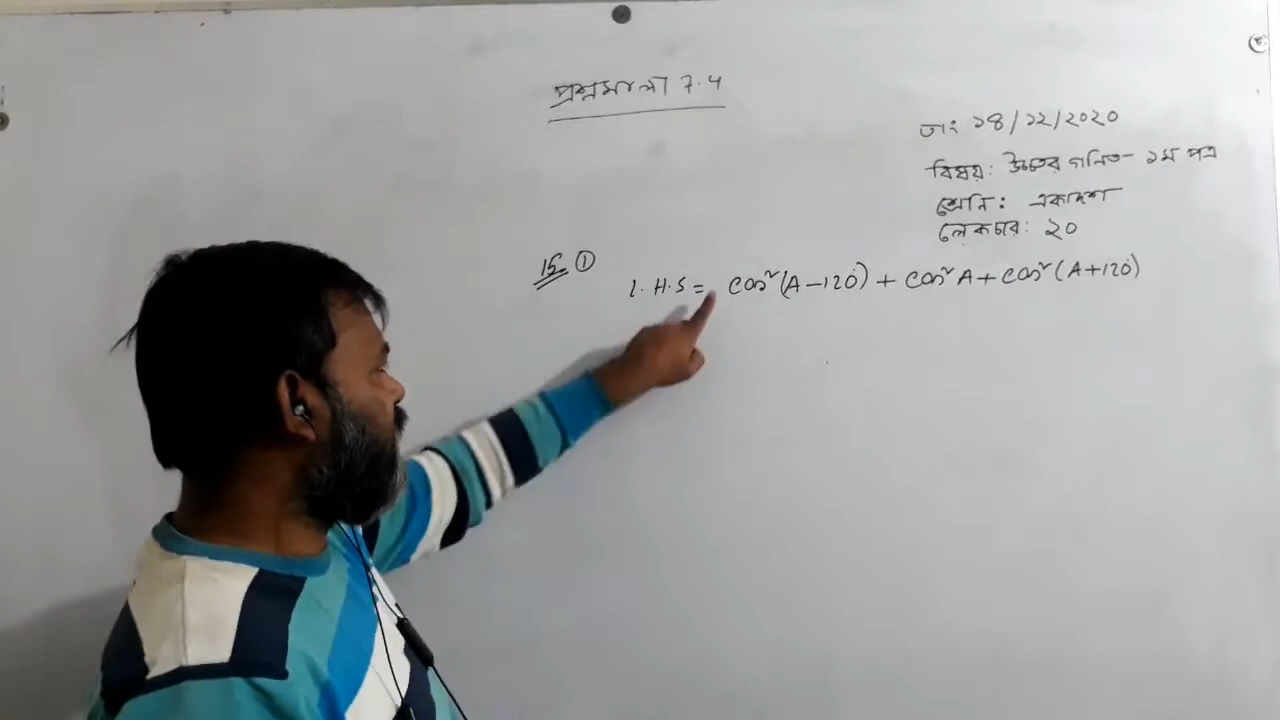 প্রশ্নমালা 7.4
তাং ১৪/১২/২০২০
বিষয়: উচ্চতর গনিত- ১ম পত্র
শ্রেনি: একাদশ
লেকচার: ২০
15. ①
L.H.S = cos²(A-120°) + cos²A + cos²(A+120°)